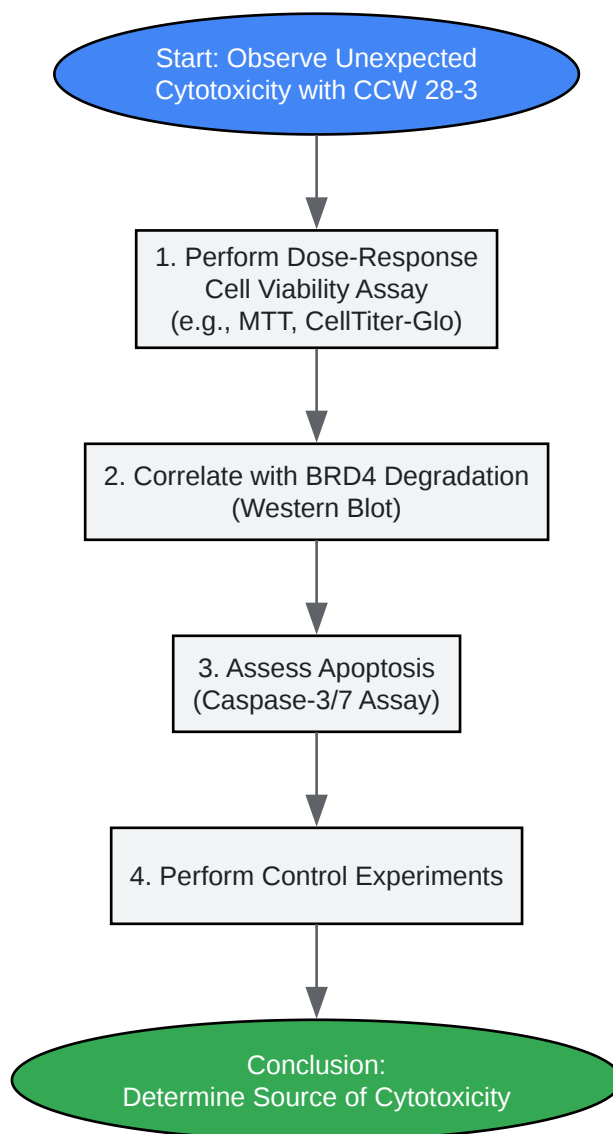 Start: Observe Unexpected
Cytotoxicity with CCW 28-3
1. Perform Dose-Response
Cell Viability Assay
(e.g., MTT, CellTiter-Glo)
2. Correlate with BRD4 Degradation
(Western Blot)
3. Assess Apoptosis
(Caspase-3/7 Assay)
4. Perform Control Experiments
Conclusion:
Determine Source of Cytotoxicity